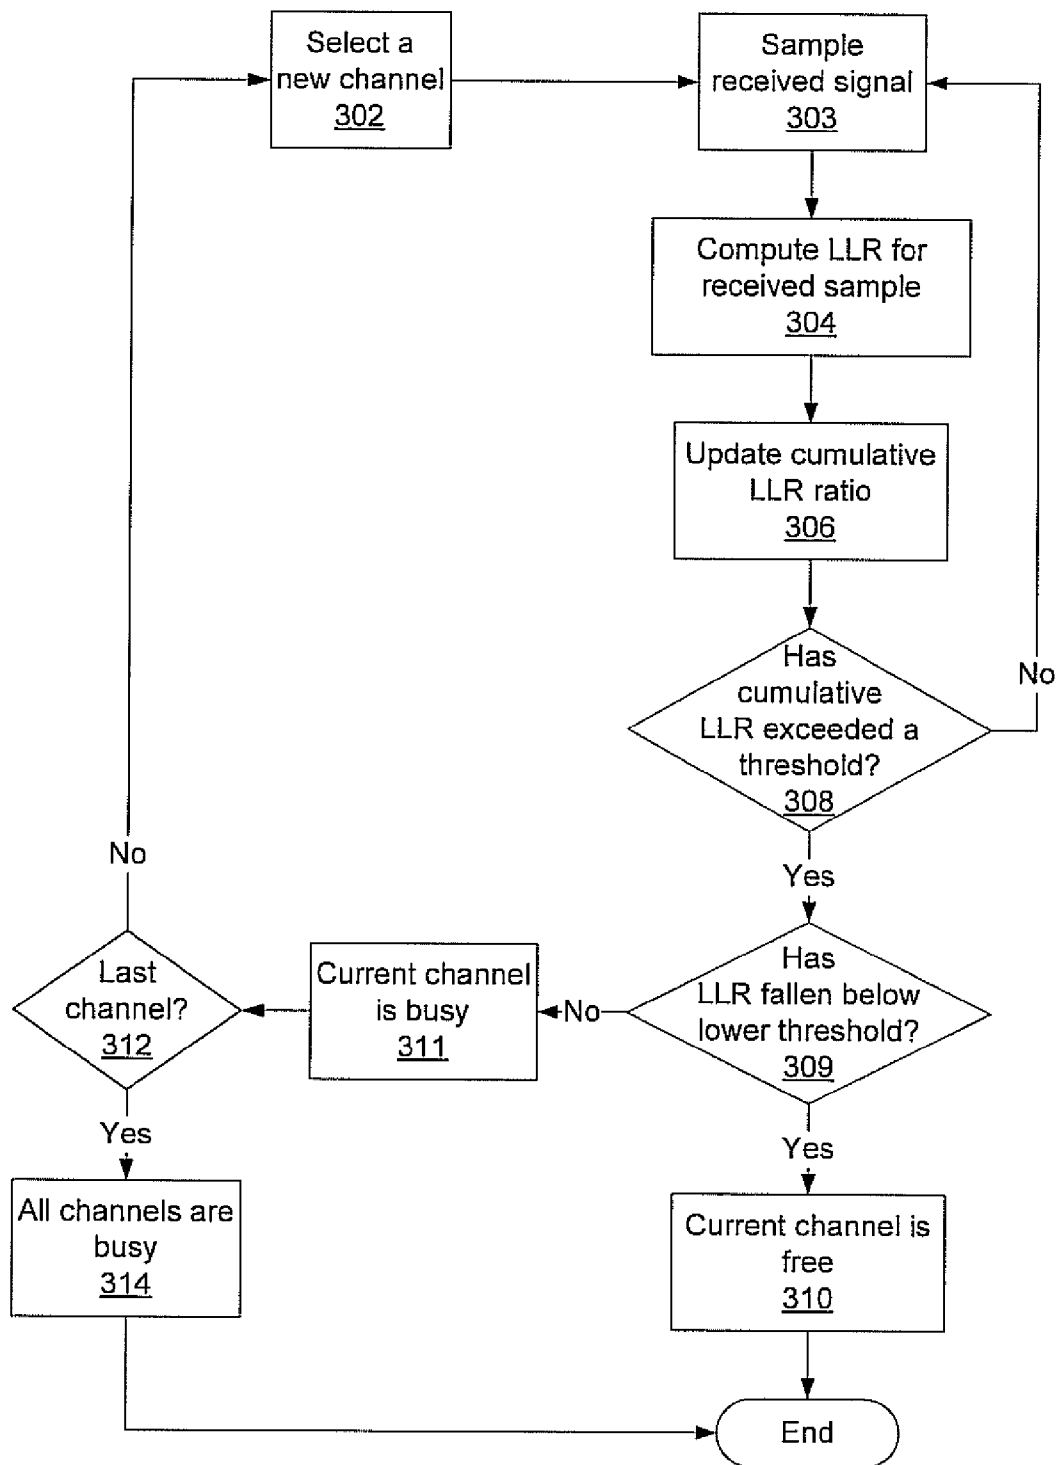 Select a
new channel
302
Sample
received signal
303
Compute LLR for
received sample
304
Update cumulative
LLR ratio
306
Has
cumulative
LLR exceeded a
threshold?
308
No
Yes
Has
LLR fallen below
lower threshold?
309
No
Current channel
is busy
311
Last
channel?
312
No
Yes
All channels are
busy
314
Yes
Current channel is
free
310
End